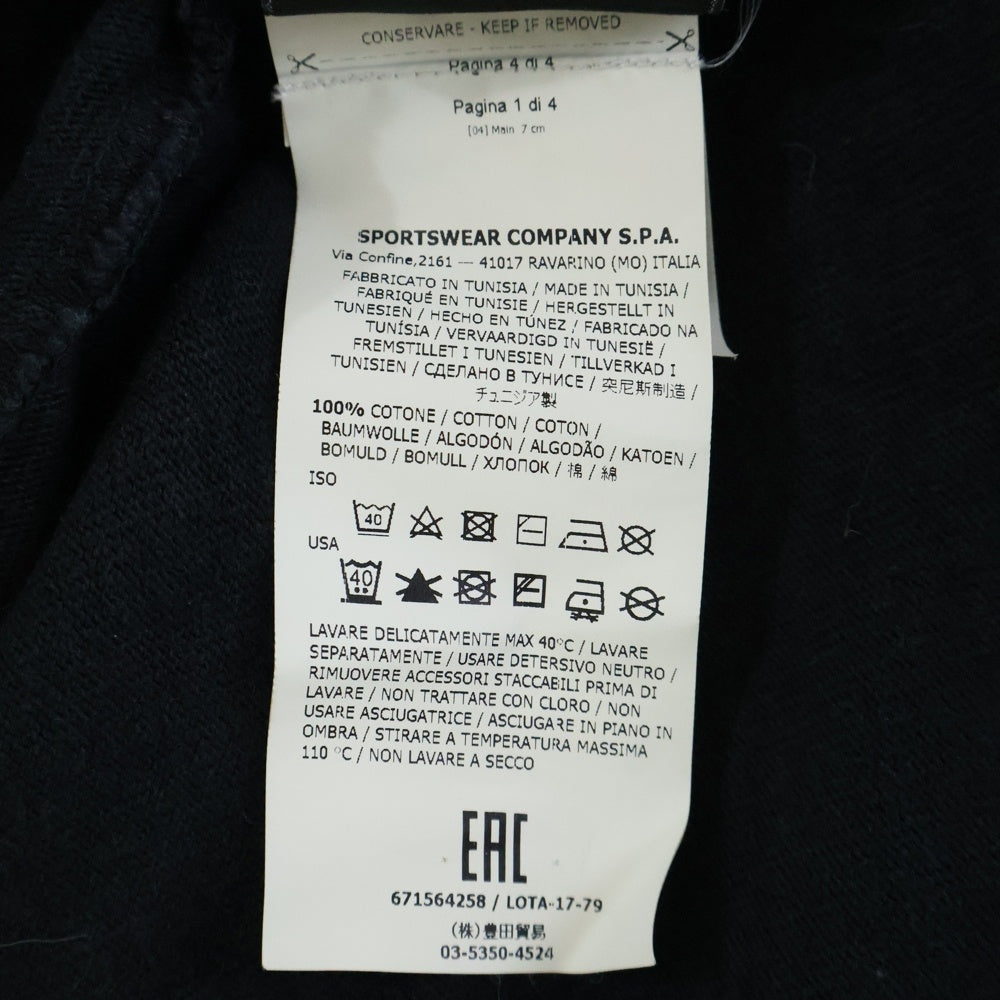 CONSERVARE - KEEP IF REMOVED
Pagina 4 di 4
Pagina 1 di 4
[04] Main 7 cm
SPORTSWEAR COMPANY S.P.A.
Via Confine,2161 — 41017 RAVARINO (MO) ITALIA
FABBRICATO IN TUNISIA / MADE IN TUNISIA /
FABRIQUÉ EN TUNISIE / HERGESTELLT IN
TUNESIEN / HECHO EN TÚNEZ / FABRICADO NA
TUNÍSIA / VERVAARDIGD IN TUNESIË /
FREMSTILLET I TUNESIEN / TILLVERKAD I
TUNISIEN / СДЕЛАНО В ТУНИСЕ / 突尼斯制造 /
チュニジア製
100% COTONE / COTTON / COTON /
BAUMWOLLE / ALGODÓN / ALGODÃO / KATOEN /
BOMULD / BOMULL / ХЛОПОК / 棉 / 綿
ISO
40
USA
40
LAVARE DELICATAMENTE MAX 40°C / LAVARE
SEPARATAMENTE / USARE DETERSIVO NEUTRO /
RIMUOVERE ACCESSORI STACCABILI PRIMA DI
LAVARE / NON TRATTARE CON CLORO / NON
USARE ASCIUGATRICE / ASCIUGARE IN PIANO IN
OMBRA / STIRARE A TEMPERATURA MASSIMA
110 °C / NON LAVARE A SECCO
EAC
671564258 / LOTA-17-79
(株)豊田貿易
03-5350-4524